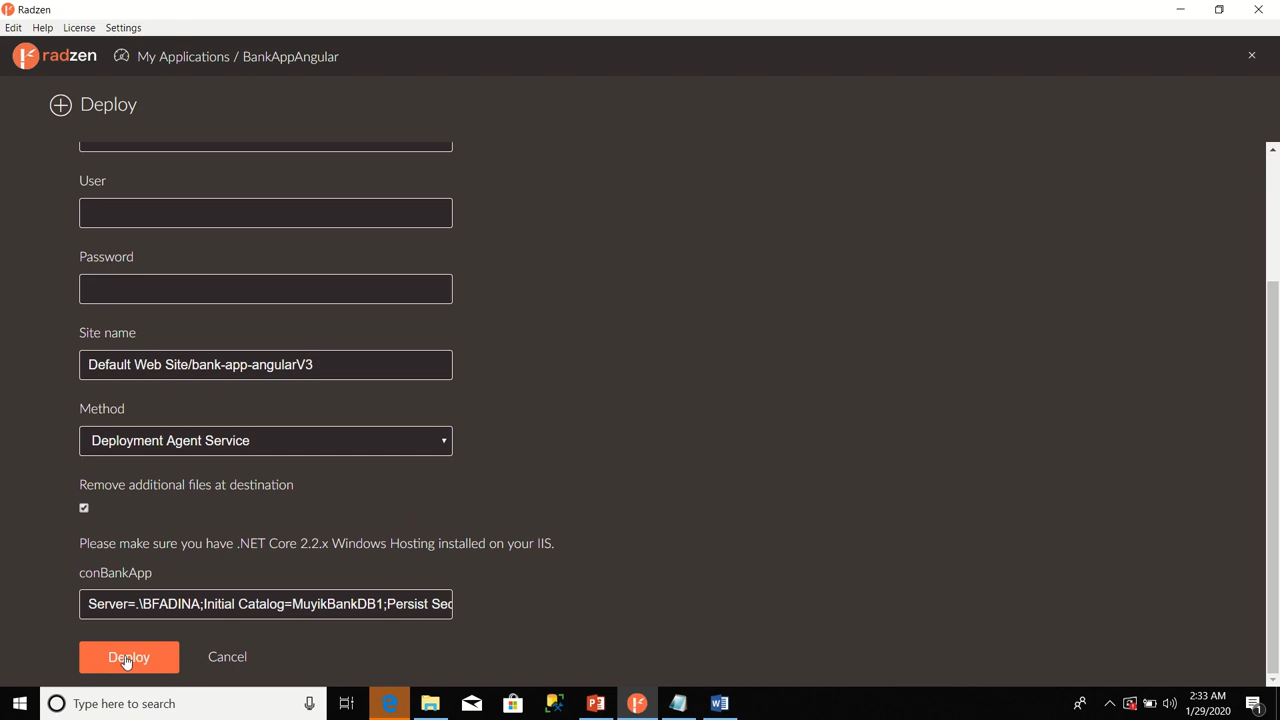 Radzen
Edit Help License Settings
radzen My Applications / BankAppAngular
Deploy
User
Password
Site name
Default Web Site/bank-app-angularV3
Method
Deployment Agent Service
Remove additional files at destination
Please make sure you have .NET Core 2.2.x Windows Hosting installed on your IIS.
conBankApp
Server=.\BFADINA;Initial Catalog=MuyikBankDB1;Persist Sec
Deploy Cancel
Type here to search
2:33 AM
1/29/2020
1